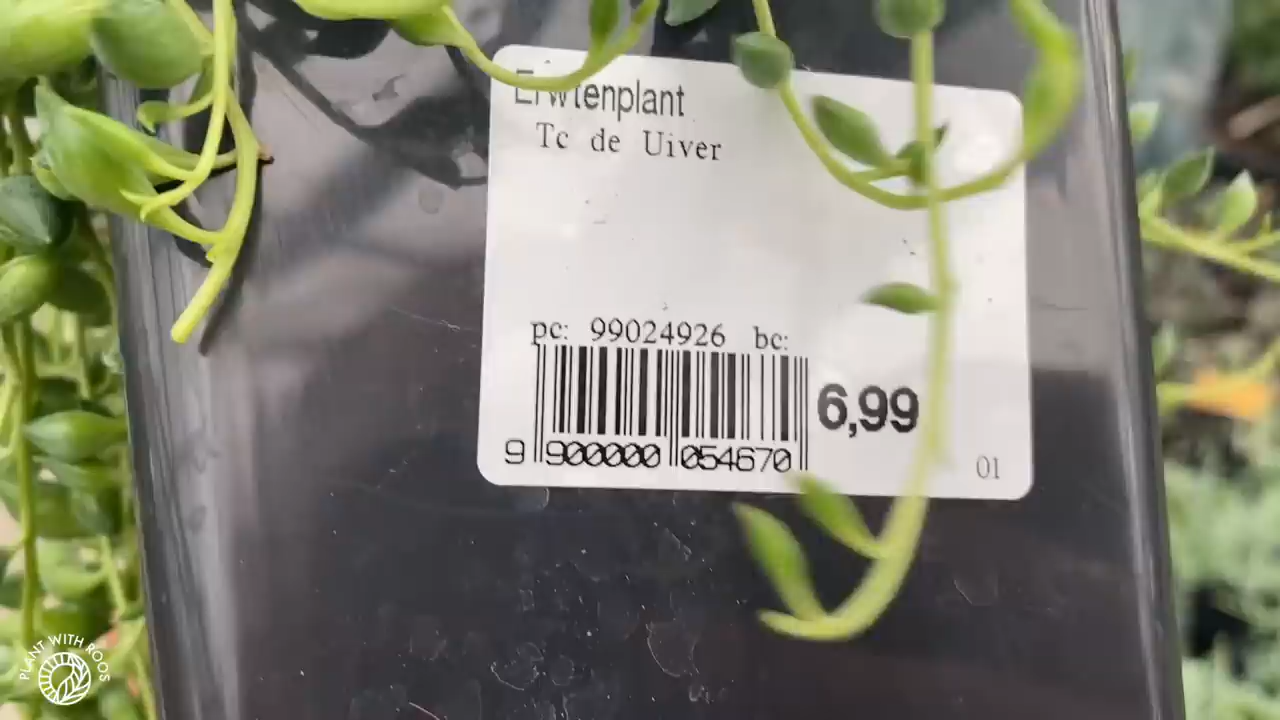 Erwtenplant
Tc de Uiver
pc: 99024926 bc:
6,99
9 900000 054670
01
PLANT WITH ROOS